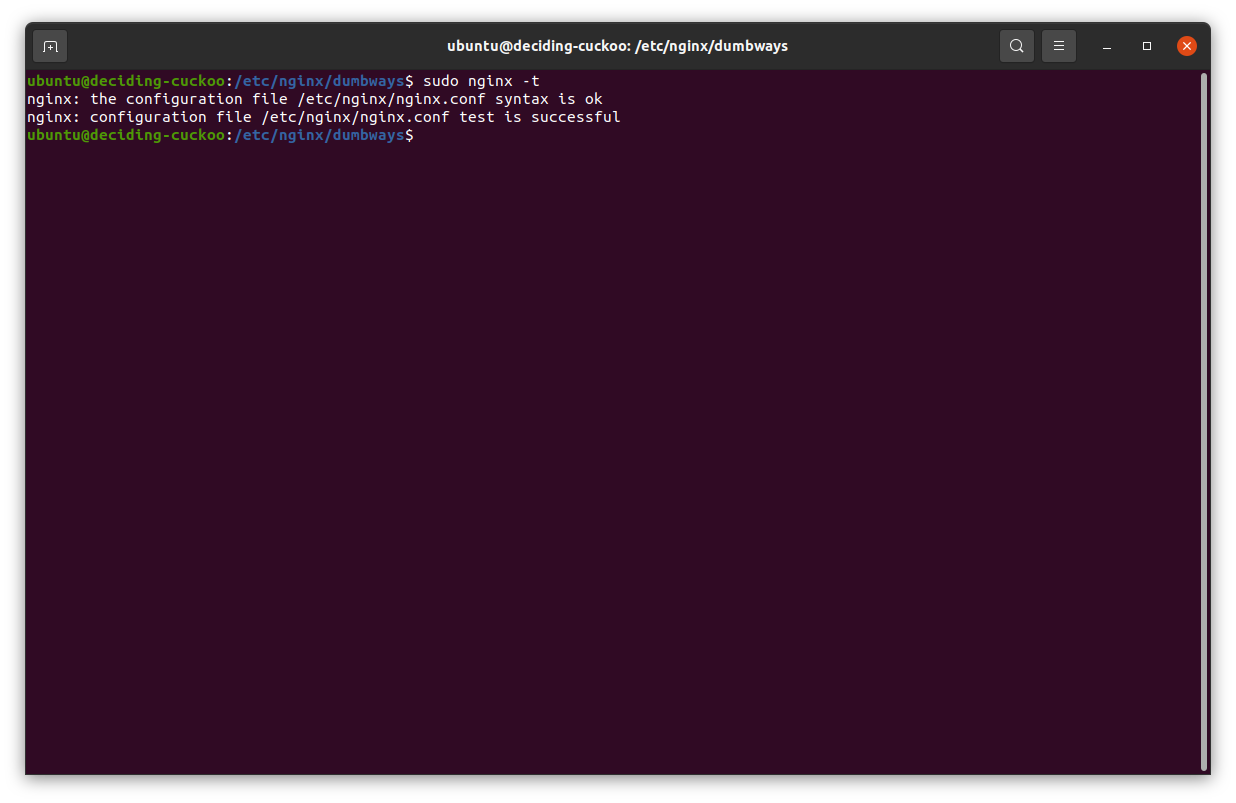 ubuntu@deciding-cuckoo: /etc/nginx/dumbways
ubuntu@deciding-cuckoo:/etc/nginx/dumbways$ sudo nginx -t
nginx: the configuration file /etc/nginx/nginx.conf syntax is ok
nginx: configuration file /etc/nginx/nginx.conf test is successful
ubuntu@deciding-cuckoo:/etc/nginx/dumbways$